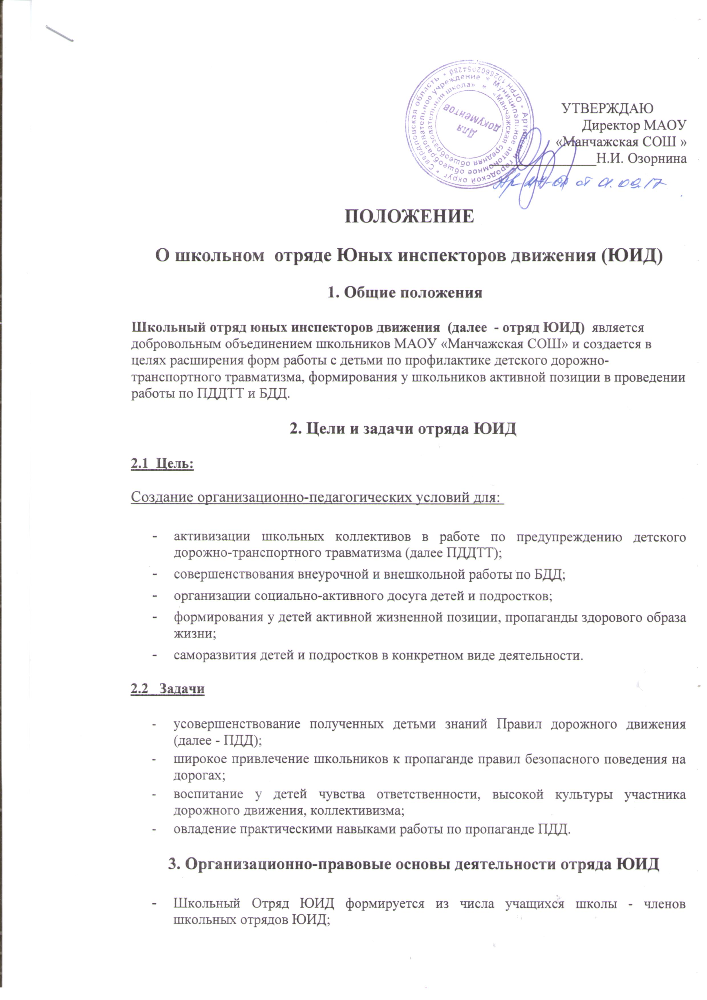 Свердловская область * Артинский городской округ * ОГРН 1026602054280 *
Муниципальное автономное общеобразовательное учреждение *
«Манчажская средняя общеобразовательная школа» *
Для
документов
УТВЕРЖДАЮ
Директор МАОУ
«Манчажская СОШ »
Н.И. Озорнина
от 01.09.17
ПОЛОЖЕНИЕ
О школьном отряде Юных инспекторов движения (ЮИД)
1. Общие положения
Школьный отряд юных инспекторов движения (далее - отряд ЮИД) является
добровольным объединением школьников МАОУ «Манчажская СОШ» и создается в
целях расширения форм работы с детьми по профилактике детского дорожно-
транспортного травматизма, формирования у школьников активной позиции в проведении
работы по ПДДТТ и БДД.
2. Цели и задачи отряда ЮИД
2.1 Цель:
Создание организационно-педагогических условий для:
- активизации школьных коллективов в работе по предупреждению детского
дорожно-транспортного травматизма (далее ПДДТТ);
- совершенствования внеурочной и внешкольной работы по БДД;
- организации социально-активного досуга детей и подростков;
- формирования у детей активной жизненной позиции, пропаганды здорового образа
жизни;
- саморазвития детей и подростков в конкретном виде деятельности.
2.2 Задачи
- усовершенствование полученных детьми знаний Правил дорожного движения
(далее - ПДД);
- широкое привлечение школьников к пропаганде правил безопасного поведения на
дорогах;
- воспитание у детей чувства ответственности, высокой культуры участника
дорожного движения, коллективизма;
- овладение практическими навыками работы по пропаганде ПДД.
3. Организационно-правовые основы деятельности отряда ЮИД
- Школьный Отряд ЮИД формируется из числа учащихся школы - членов
школьных отрядов ЮИД;